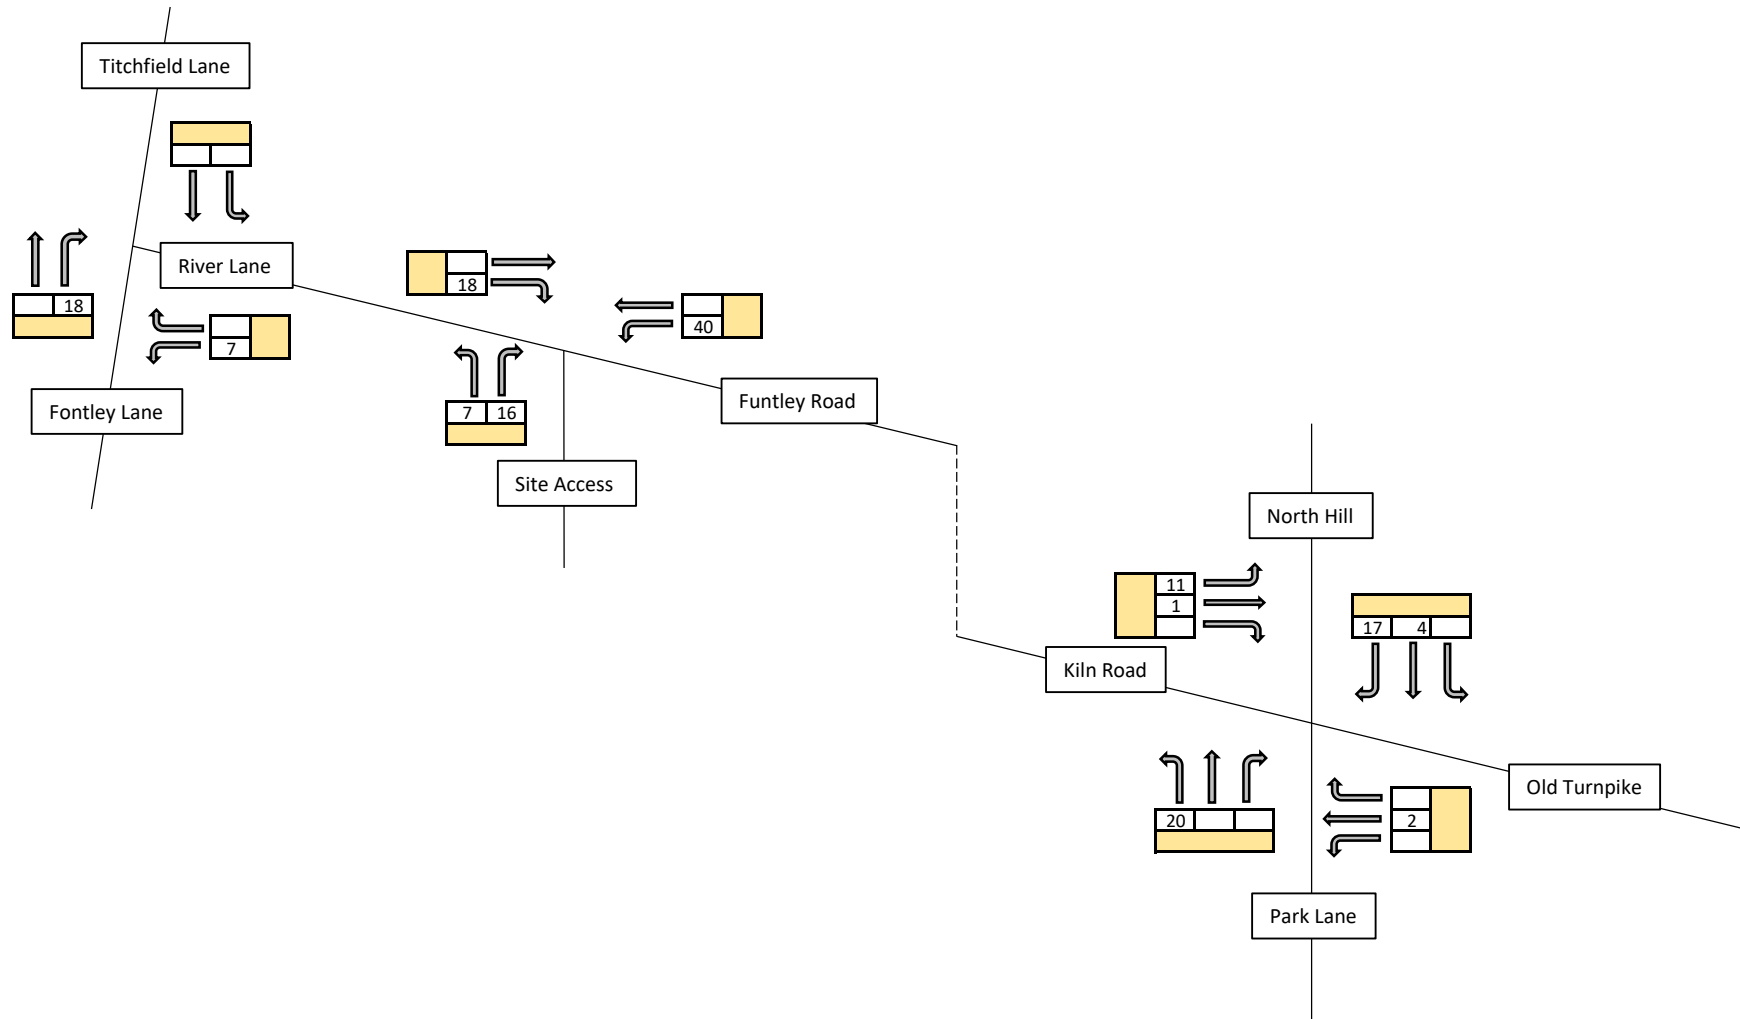 Titchfield Lane
River Lane
18
18
40
7
Fontley Lane
Funtley Road
7 16
Site Access
North Hill
11
1
17 4
Kiln Road
Old Turnpike
20
2
Park Lane